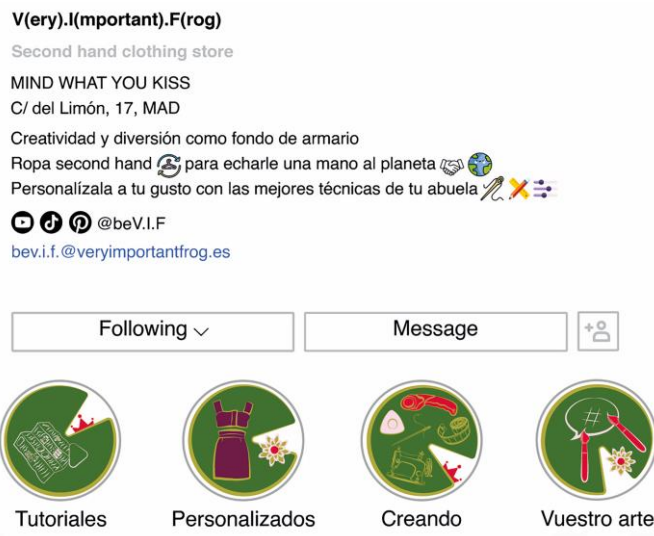 V(ery).I(mportant).F(rog)
Second hand clothing store
MIND WHAT YOU KISS
C/ del Limón, 17, MAD
Creatividad y diversión como fondo de armario
Ropa second hand para echarle una mano al planeta
Personalízala a tu gusto con las mejores técnicas de tu abuela
@beV.I.F
bev.i.f.@veryimportantfrog.es
Following
Message
#
Tutoriales
Personalizados
Creando
Vuestro arte